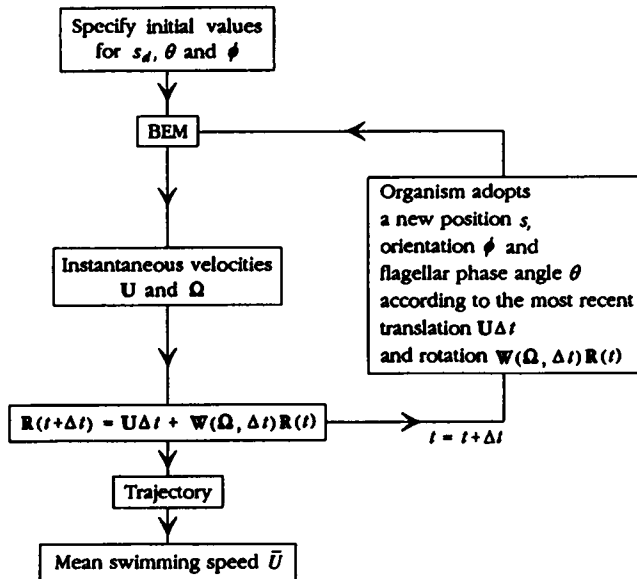 Specify initial values
for s_d, θ and ϕ
BEM
Organism adopts
a new position s,
orientation ϕ and
flagellar phase angle θ
according to the most recent
translation UΔt
and rotation W(Ω, Δt)R(t)
Instantaneous velocities
U and Ω
R(t+Δt) = UΔt + W(Ω, Δt)R(t)
t = t+Δt
Trajectory
Mean swimming speed Ū